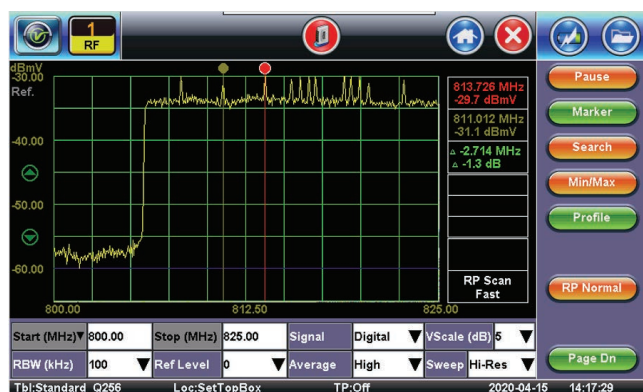 1
RF
dBmV
-30.00
Ref.
-40.00
-50.00
-60.00
800.00
812.50
825.00
813.726 MHz
-29.7 dBmV
811.012 MHz
-31.1 dBmV
▵ -2.714 MHz
▵ -1.3 dB
RP Scan
Fast
Pause
Marker
Search
Min/Max
Profile
RP Normal
Page Dn
Start (MHz) 800.00 Stop (MHz) 825.00 Signal Digital VScale (dB) 5
RBW (kHz) 100 Ref Level 0 Average High Sweep Hi-Res
Tbl:Standard_Q256 Loc:SetTopBox TP:Off 2020-04-15 14:17:29